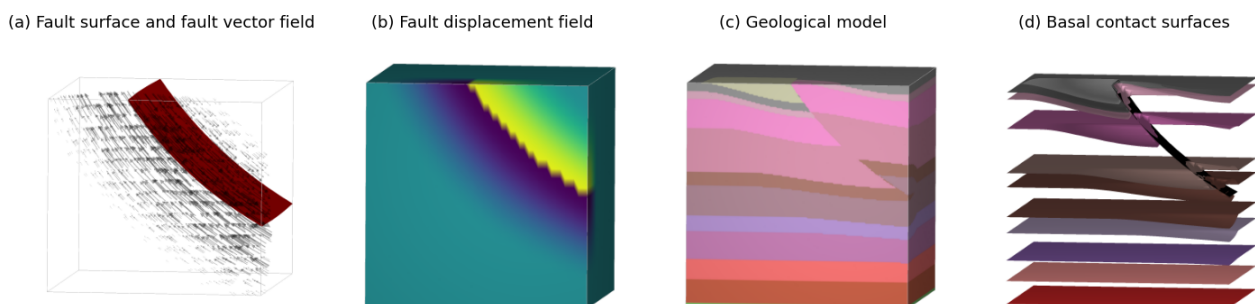 (a) Fault surface and fault vector field
(b) Fault displacement field
(c) Geological model
(d) Basal contact surfaces